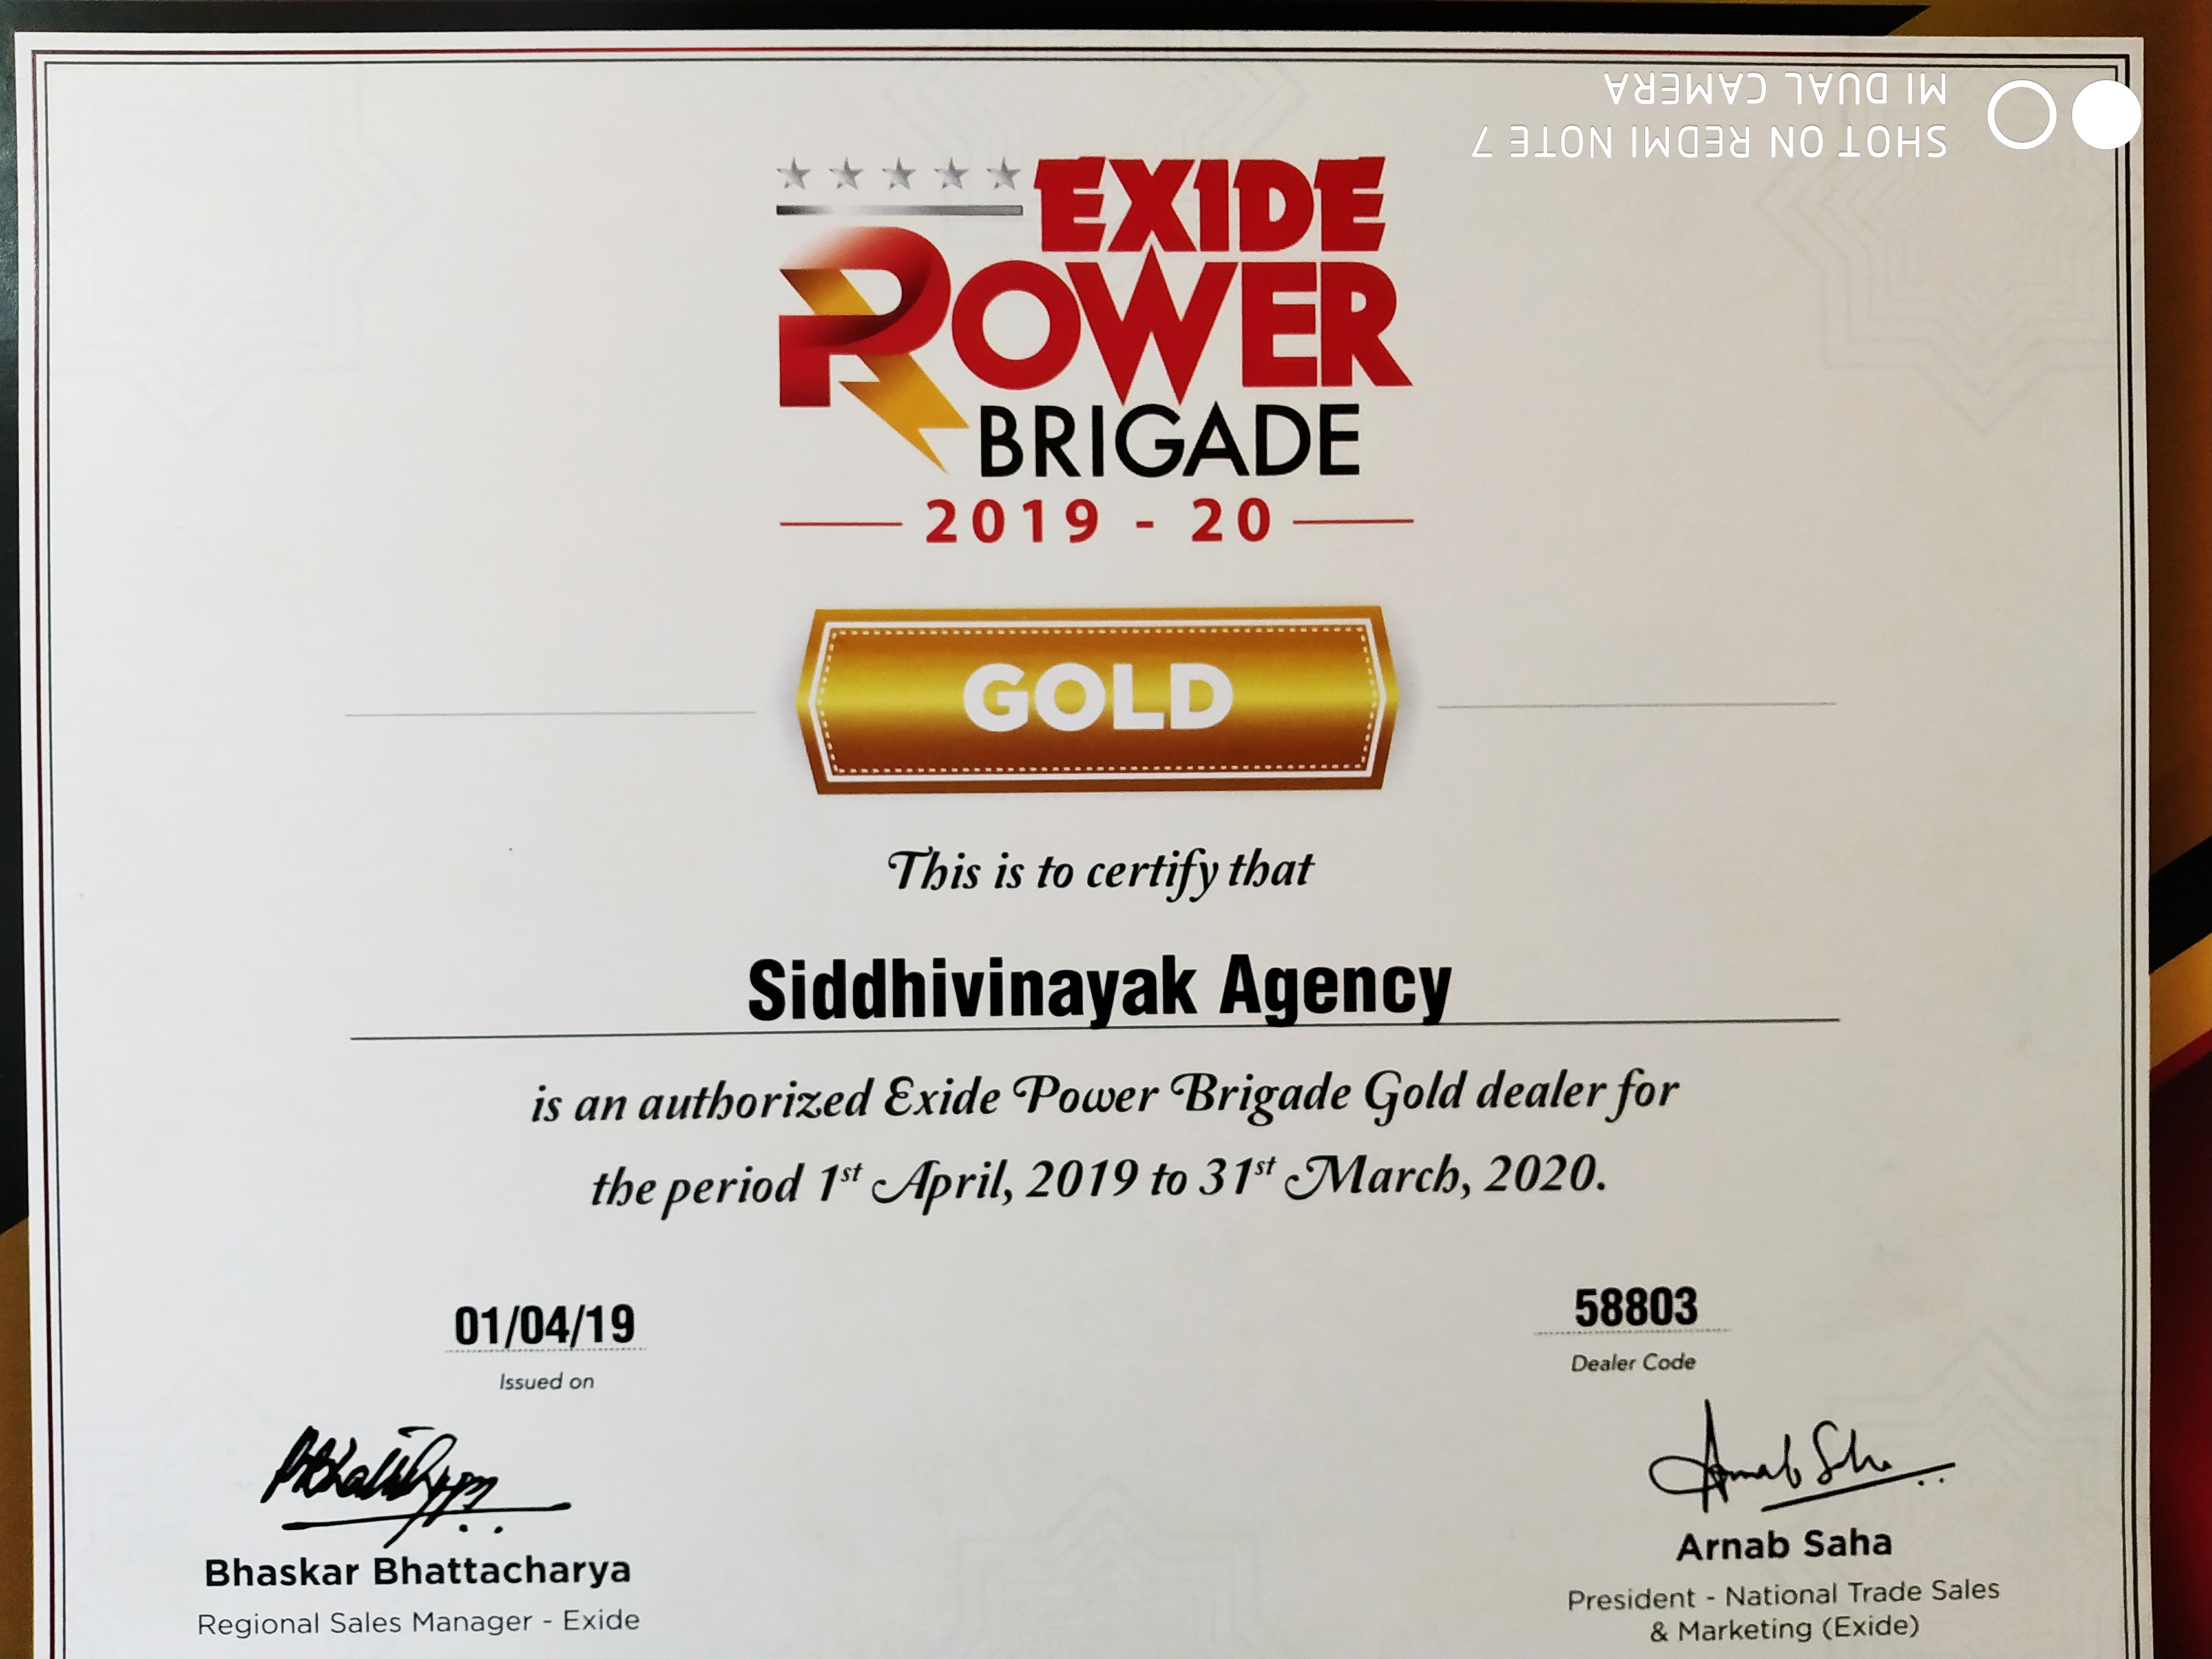 SHOT ON REDMI NOTE 7
MI DUAL CAMERA
EXIDE
POWER
BRIGADE
2019 - 20
GOLD
This is to certify that
Siddhivinayak Agency
is an authorized Exide Power Brigade Gold dealer for
the period 1st April, 2019 to 31st March, 2020.
01/04/19
Issued on
58803
Dealer Code
Bhaskar Bhattacharya
Regional Sales Manager - Exide
Arnab Saha
Arnab Saha
President - National Trade Sales
& Marketing (Exide)